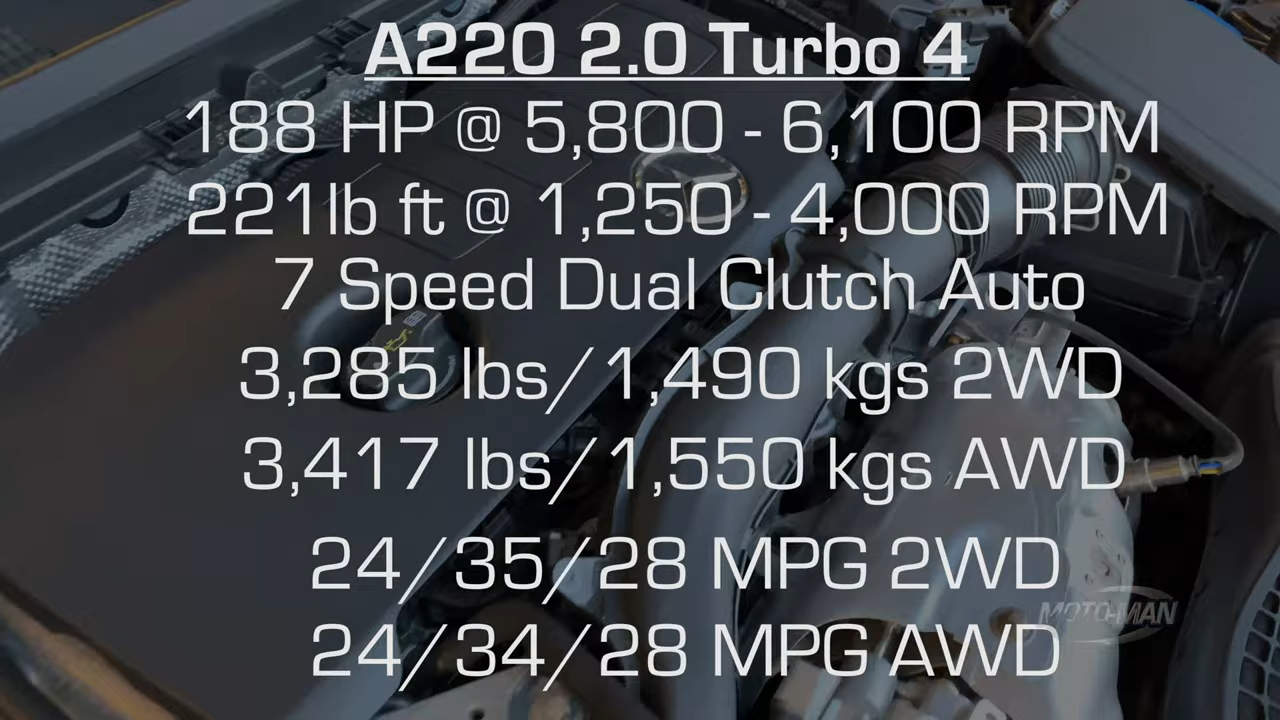 A220 2.0 Turbo 4
188 HP @ 5,800 - 6,100 RPM
221lb ft @ 1,250 - 4,000 RPM
7 Speed Dual Clutch Auto
3,285 lbs/1,490 kgs 2WD
3,417 lbs/1,550 kgs AWD
24/35/28 MPG 2WD
24/34/28 MPG AWD
MOTOMAN